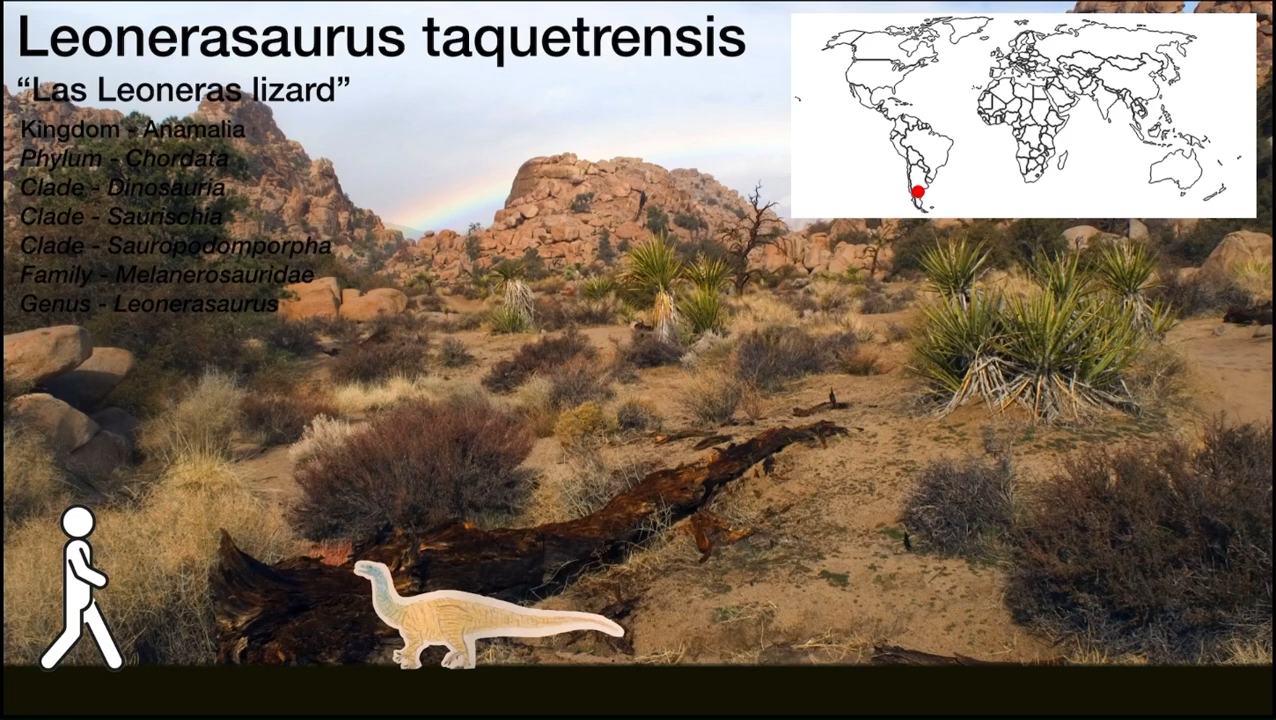 Leonerasaurus taquetrensis
“Las Leoneras lizard”
Kingdom - Anamalia
Phylum - Chordata
Clade - Dinosauria
Clade - Saurischia
Clade - Sauropodomporpha
Family - Melanerosauridae
Genus - Leonerasaurus